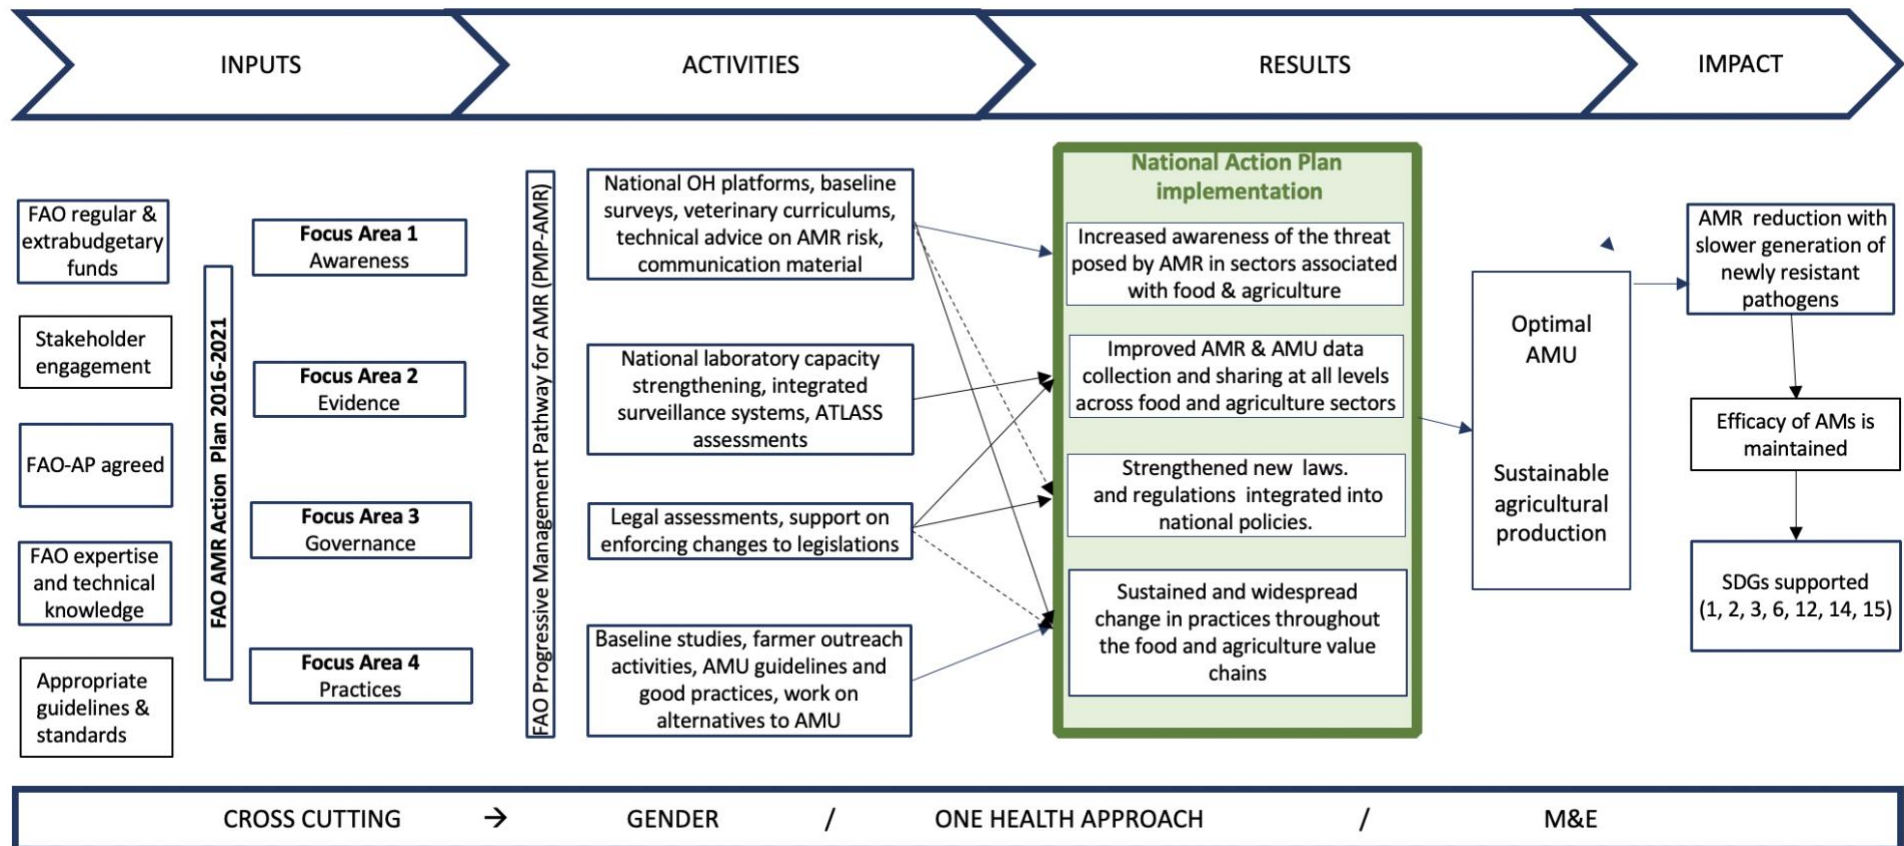 INPUTS
ACTIVITIES
RESULTS
IMPACT
FAO regular &
extrabudgetary
funds
Stakeholder
engagement
FAO-AP agreed
FAO expertise
and technical
knowledge
Appropriate
guidelines &
standards
FAO AMR Action Plan 2016-2021
Focus Area 1
Awareness
Focus Area 2
Evidence
Focus Area 3
Governance
Focus Area 4
Practices
FAO Progressive Management Pathway for AMR (PMP-AMR)
National OH platforms, baseline
surveys, veterinary curriculums,
technical advice on AMR risk,
communication material
National laboratory capacity
strengthening, integrated
surveillance systems, ATLASS
assessments
Legal assessments, support on
enforcing changes to legislations
Baseline studies, farmer outreach
activities, AMU guidelines and
good practices, work on
alternatives to AMU
National Action Plan
implementation
Increased awareness of the threat
posed by AMR in sectors associated
with food & agriculture
Improved AMR & AMU data
collection and sharing at all levels
across food and agriculture sectors
Strengthened new laws.
and regulations integrated into
national policies.
Sustained and widespread
change in practices throughout
the food and agriculture value
chains
Optimal
AMU
Sustainable
agricultural
production
AMR reduction with
slower generation of
newly resistant
pathogens
Efficacy of AMs is
maintained
SDGs supported
(1, 2, 3, 6, 12, 14, 15)
CROSS CUTTING → GENDER / ONE HEALTH APPROACH / M&E